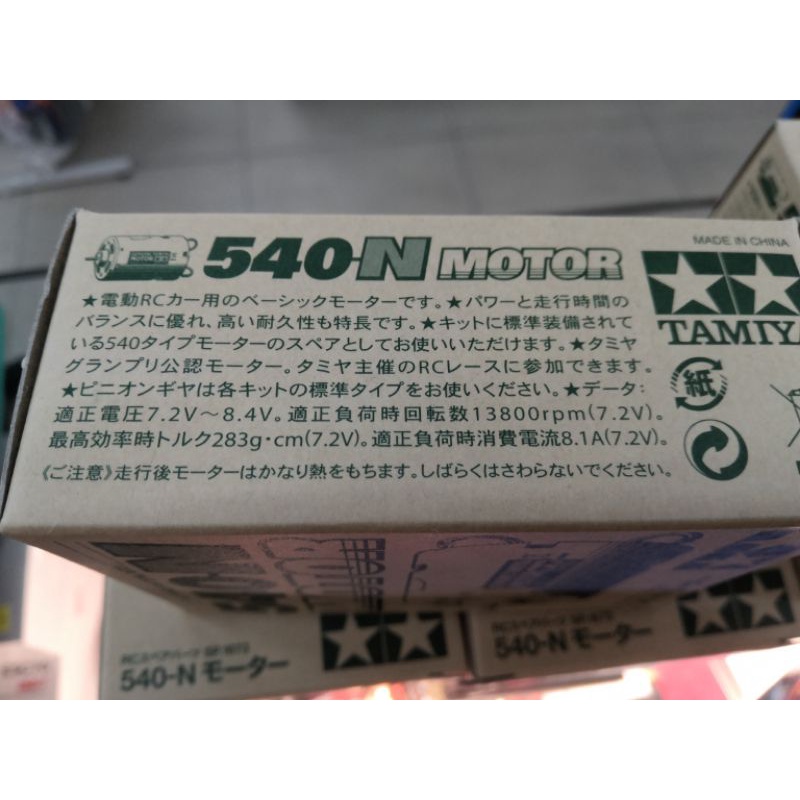 540-N MOTOR
MADE IN CHINA
TAMIYA
★電動RCカー用のベーシックモーターです。★パワーと走行時間の
バランスに優れ、高い耐久性も特長です。★キットに標準装備されて
いる540タイプモーターのスペアとしてお使いいただけます。★タミヤ
グランプリ公認モーター。タミヤ主催のRCレースに参加できます。
★ピニオンギヤは各キットの標準タイプをお使いください。★データ:
適正電圧7.2V〜8.4V。適正負荷時回転数13800rpm(7.2V)。
最高効率時トルク283g・cm(7.2V)。適正負荷時消費電流8.1A(7.2V)。
《ご注意》走行後モーターはかなり熱をもちます。しばらくはさわらないでください。
紙
540-N モーター
540-N モーター